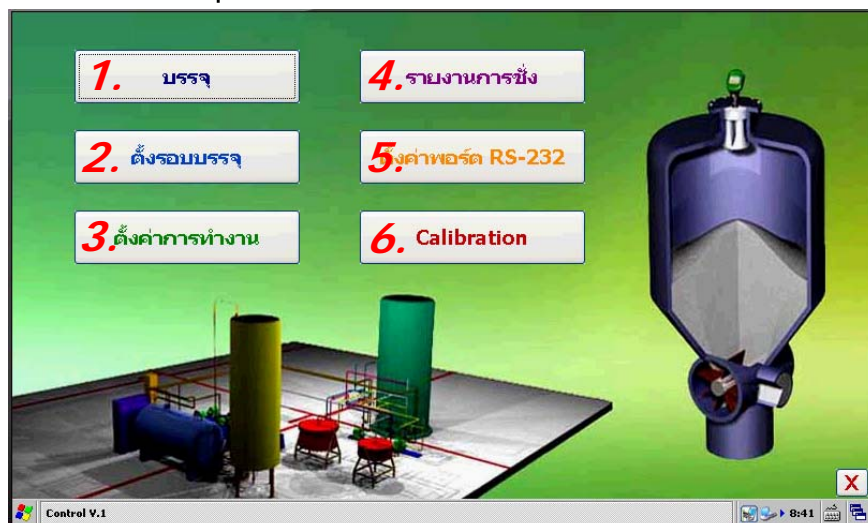 1. บรรจุ
2. ตั้งรอบบรรจุ
3. ตั้งค่าการทำงาน
4. รายงานการชั่ง
5. ตั้งค่าพอร์ต RS-232
6. Calibration
X
Control V.1
8:41